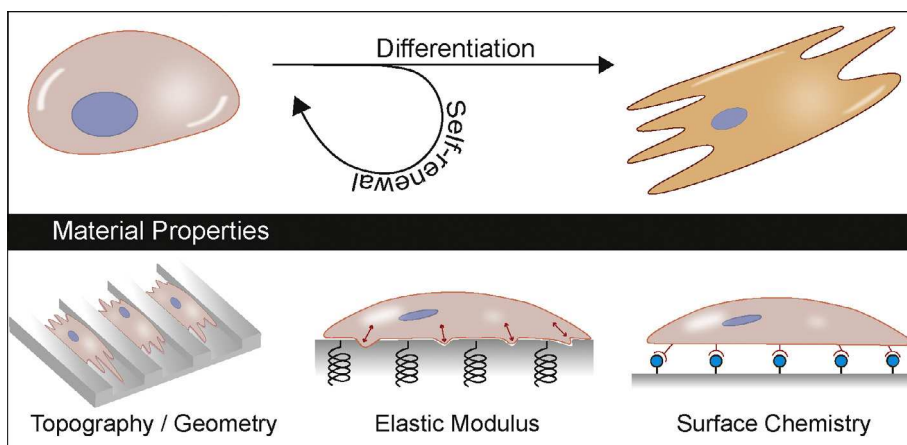 Differentiation
Self-renewal
Material Properties
Topography / Geometry
Elastic Modulus
Surface Chemistry